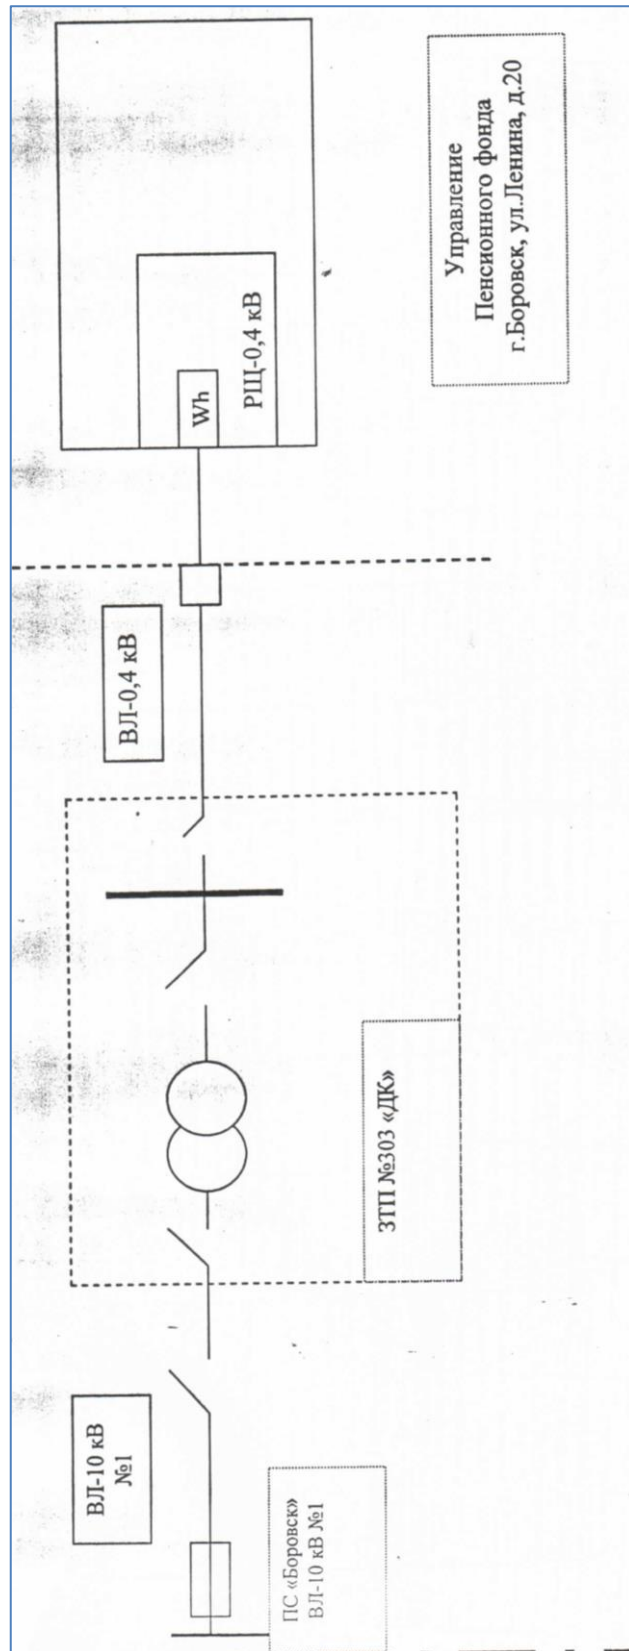 Управление
Пенсионного фонда
г.Боровск, ул.Ленина, д.20
РЩ-0,4 кВ
Wh
ВЛ-0,4 кВ
ЗТП №303 «ДК»
ВЛ-10 кВ
№1
ПС «Боровск»
ВЛ-10 кВ №1